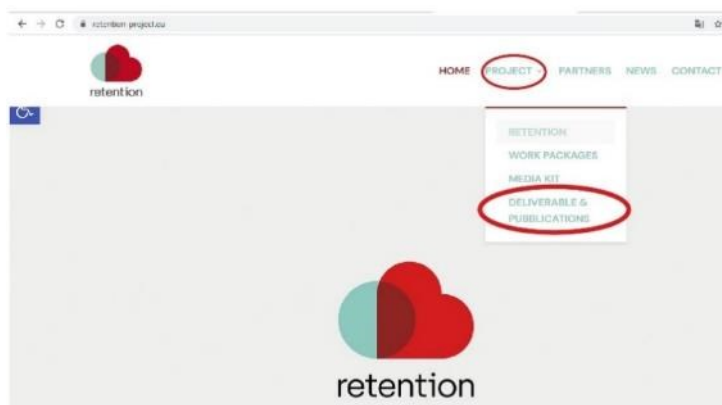 retention-project.eu
retention
HOME PROJECT PARTNERS NEWS CONTACT
RETENTION
WORK PACKAGES
MEDIA KIT
DELIVERABLE &
PUBBLICATIONS
retention